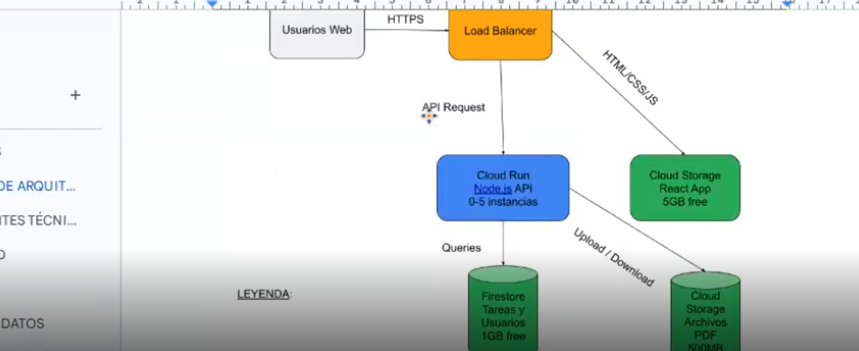 Usuarios Web
HTTPS
Load Balancer
HTML/CSS/JS
API Request
Cloud Run
Node.js API
0-5 instancias
Cloud Storage
React App
5GB free
DE ARQUIT...
Queries
Upload / Download
LEYENDA:
Firestore
Tareas y
Usuarios
1GB free
Cloud
Storage
Archivos
PDF
500MB
DATOS